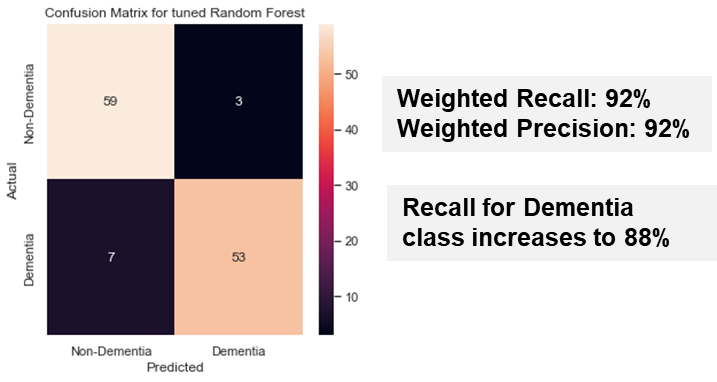 Confusion Matrix for tuned Random Forest
Non-Dementia
Dementia
Actual
59
3
7
53
Non-Dementia
Dementia
Predicted
50
40
30
20
10
Weighted Recall: 92%
Weighted Precision: 92%
Recall for Dementia
class increases to 88%